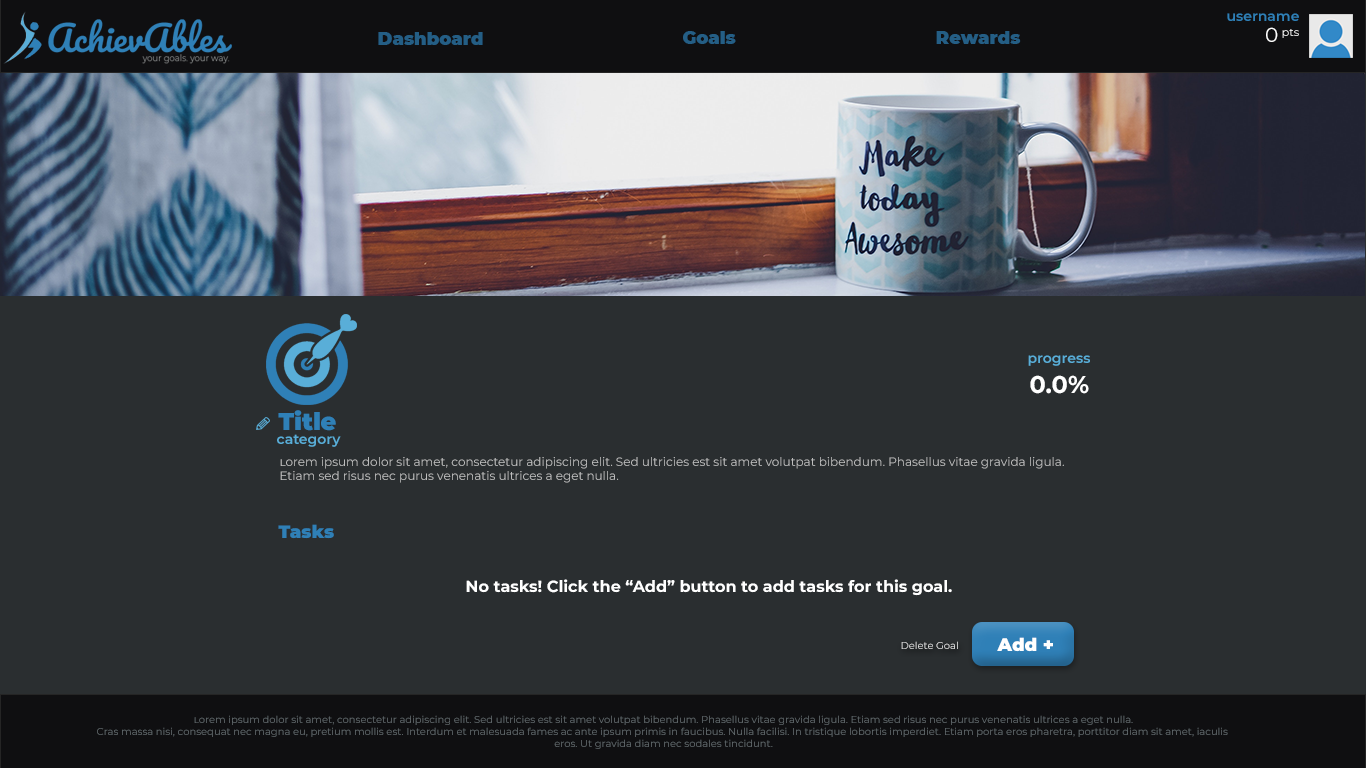 AchievAbles
your goals. your way.
Dashboard
Goals
Rewards
username
0 pts
Make
today
Awesome
progress
0.0%
Title
category
Lorem ipsum dolor sit amet, consectetur adipiscing elit. Sed ultricies est sit amet volutpat bibendum. Phasellus vitae gravida ligula.
Etiam sed risus nec purus venenatis ultrices a eget nulla.
Tasks
No tasks! Click the “Add” button to add tasks for this goal.
Delete Goal
Add +
Lorem ipsum dolor sit amet, consectetur adipiscing elit. Sed ultricies est sit amet volutpat bibendum. Phasellus vitae gravida ligula. Etiam sed risus nec purus venenatis ultrices a eget nulla.
Cras massa nisi, consequat nec magna eu, pretium mollis est. Interdum et malesuada fames ac ante ipsum primis in faucibus. Nulla facilisi. In tristique lobortis imperdiet. Etiam porta eros pharetra, porttitor diam sit amet, iaculis
eros. Ut gravida diam nec sodales tincidunt.